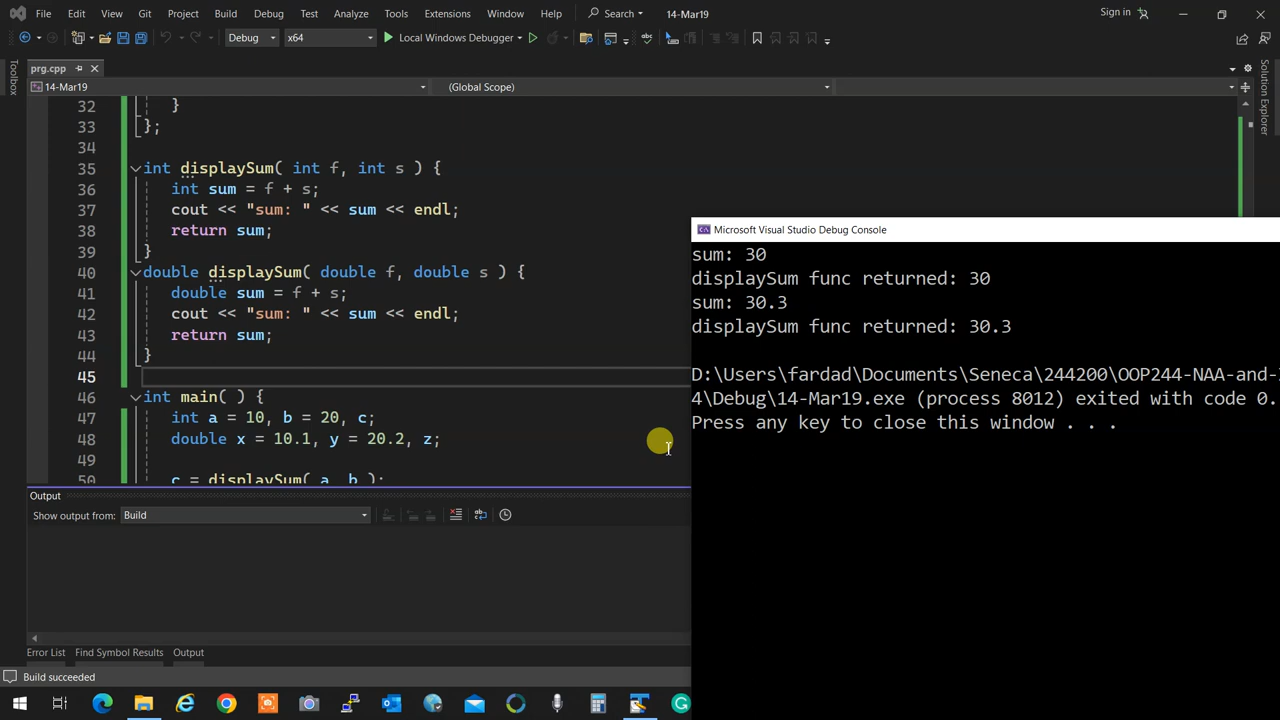 File Edit View Git Project Build Debug Test Analyze Tools Extensions Window Help Search 14-Mar19 Sign in
Debug x64 Local Windows Debugger
prg.cpp
14-Mar19 (Global Scope)
Toolbox
Solution Explorer
32 }
33 };
34
35 int displaySum( int f, int s ) {
36 int sum = f + s;
37 cout << "sum: " << sum << endl;
38 return sum;
39 }
40 double displaySum( double f, double s ) {
41 double sum = f + s;
42 cout << "sum: " << sum << endl;
43 return sum;
44 }
45
46 int main( ) {
47 int a = 10, b = 20, c;
48 double x = 10.1, y = 20.2, z;
49
50 c = displaySum( a, b );
Microsoft Visual Studio Debug Console
sum: 30
displaySum func returned: 30
sum: 30.3
displaySum func returned: 30.3
D:\Users\fardad\Documents\Seneca\244200\OOP244-NAA-and-
4\Debug\14-Mar19.exe (process 8012) exited with code 0.
Press any key to close this window . . .
Output
Show output from: Build
Error List Find Symbol Results Output
Build succeeded